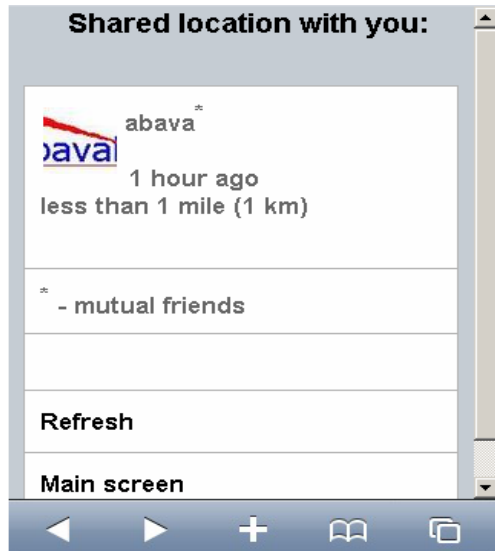 Shared location with you:
abava*
bava
1 hour ago
less than 1 mile (1 km)
* - mutual friends
Refresh
Main screen